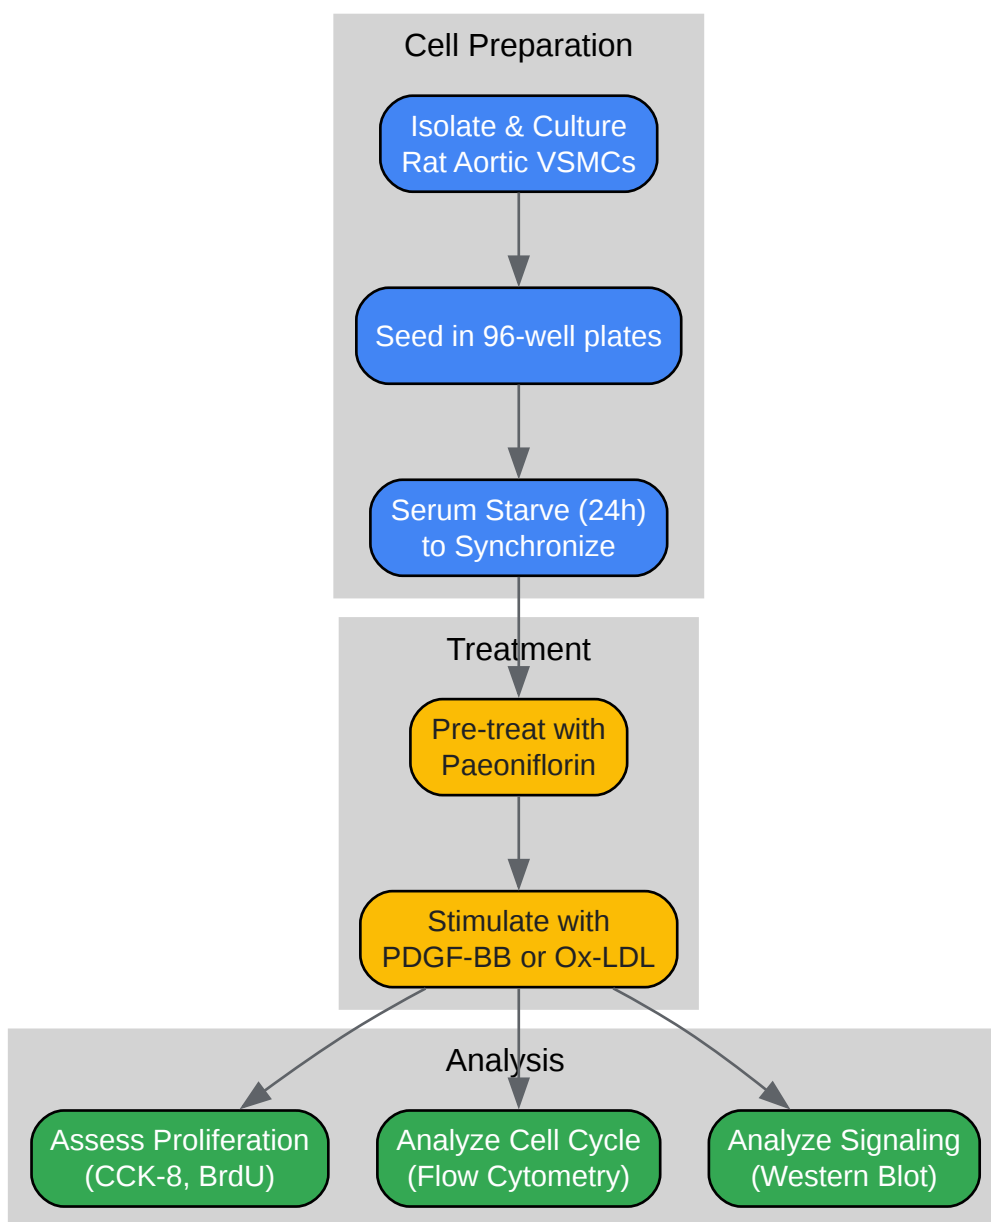 Cell Preparation
Isolate & Culture
Rat Aortic VSMCs
Seed in 96-well plates
Serum Starve (24h)
to Synchronize
Treatment
Pre-treat with
Paeoniflorin
Stimulate with
PDGF-BB or Ox-LDL
Analysis
Assess Proliferation
(CCK-8, BrdU)
Analyze Cell Cycle
(Flow Cytometry)
Analyze Signaling
(Western Blot)